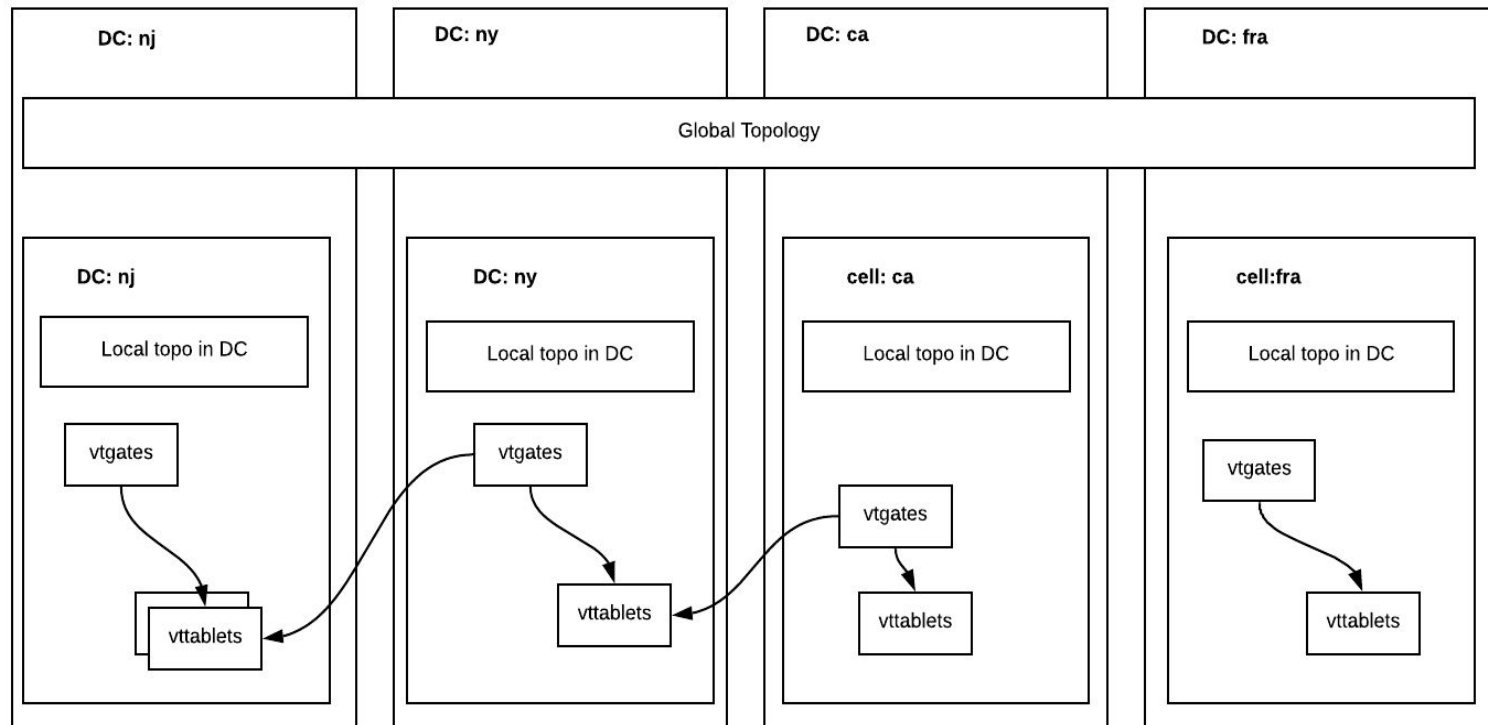 DC: nj
DC: ny
DC: ca
DC: fra
Global Topology
DC: nj
DC: ny
cell: ca
cell:fra
Local topo in DC
Local topo in DC
Local topo in DC
Local topo in DC
vtgates
vtgates
vtgates
vtgates
vttablets
vttablets
vttablets
vttablets